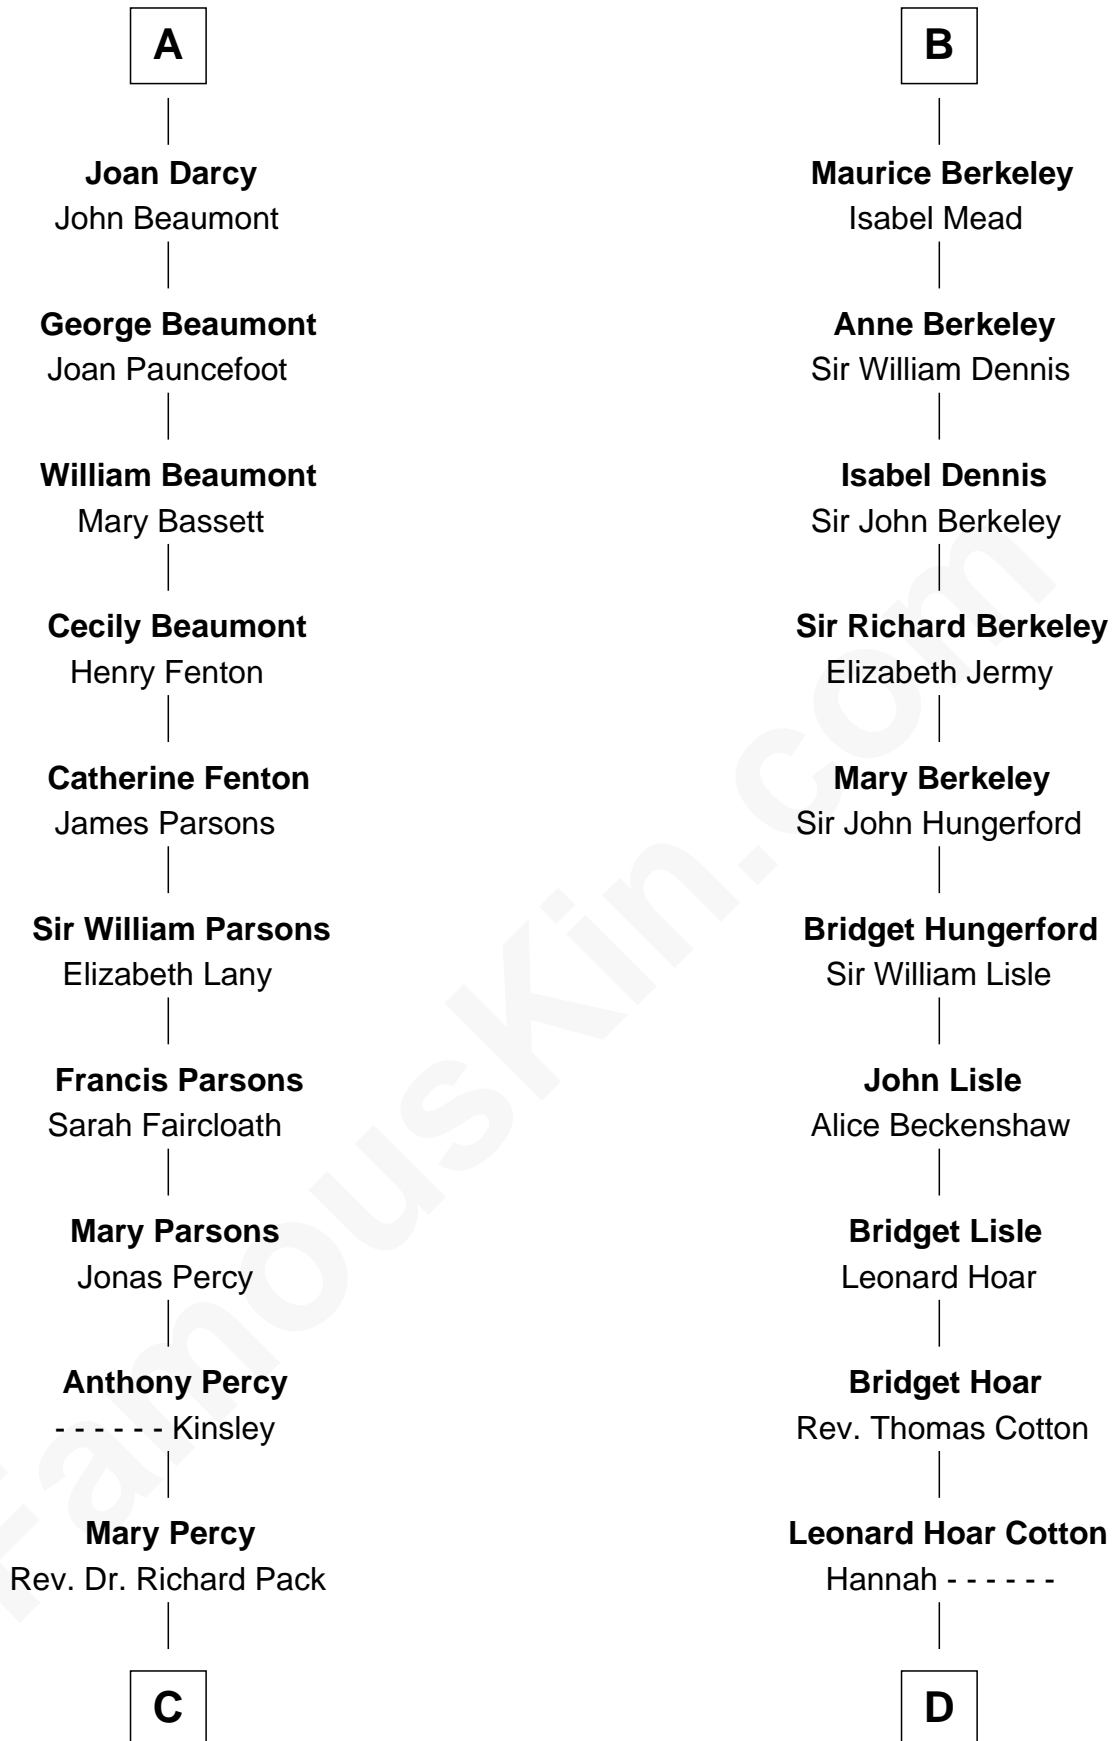 A
Joan Darcy
John Beaumont
George Beaumont
Joan Pauncefoot
William Beaumont
Mary Bassett
Cecily Beaumont
Henry Fenton
Catherine Fenton
James Parsons
Sir William Parsons
Elizabeth Lany
Francis Parsons
Sarah Faircloath
Mary Parsons
Jonas Percy
Anthony Percy
- - - - - - Kinsley
Mary Percy
Rev. Dr. Richard Pack
C
B
Maurice Berkeley
Isabel Mead
Anne Berkeley
Sir William Dennis
Isabel Dennis
Sir John Berkeley
Sir Richard Berkeley
Elizabeth Jermy
Mary Berkeley
Sir John Hungerford
Bridget Hungerford
Sir William Lisle
John Lisle
Alice Beckenshaw
Bridget Lisle
Leonard Hoar
Bridget Hoar
Rev. Thomas Cotton
Leonard Hoar Cotton
Hannah - - - - - -
D
FamousKin.com